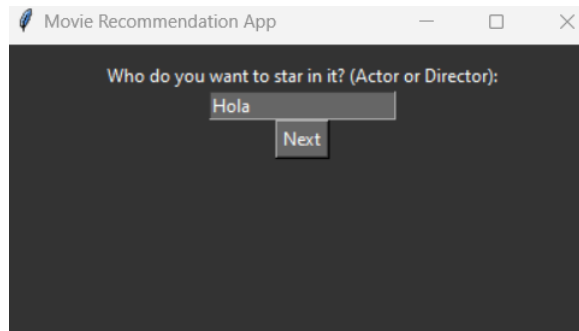 Movie Recommendation App
Who do you want to star in it? (Actor or Director):
Hola
Next